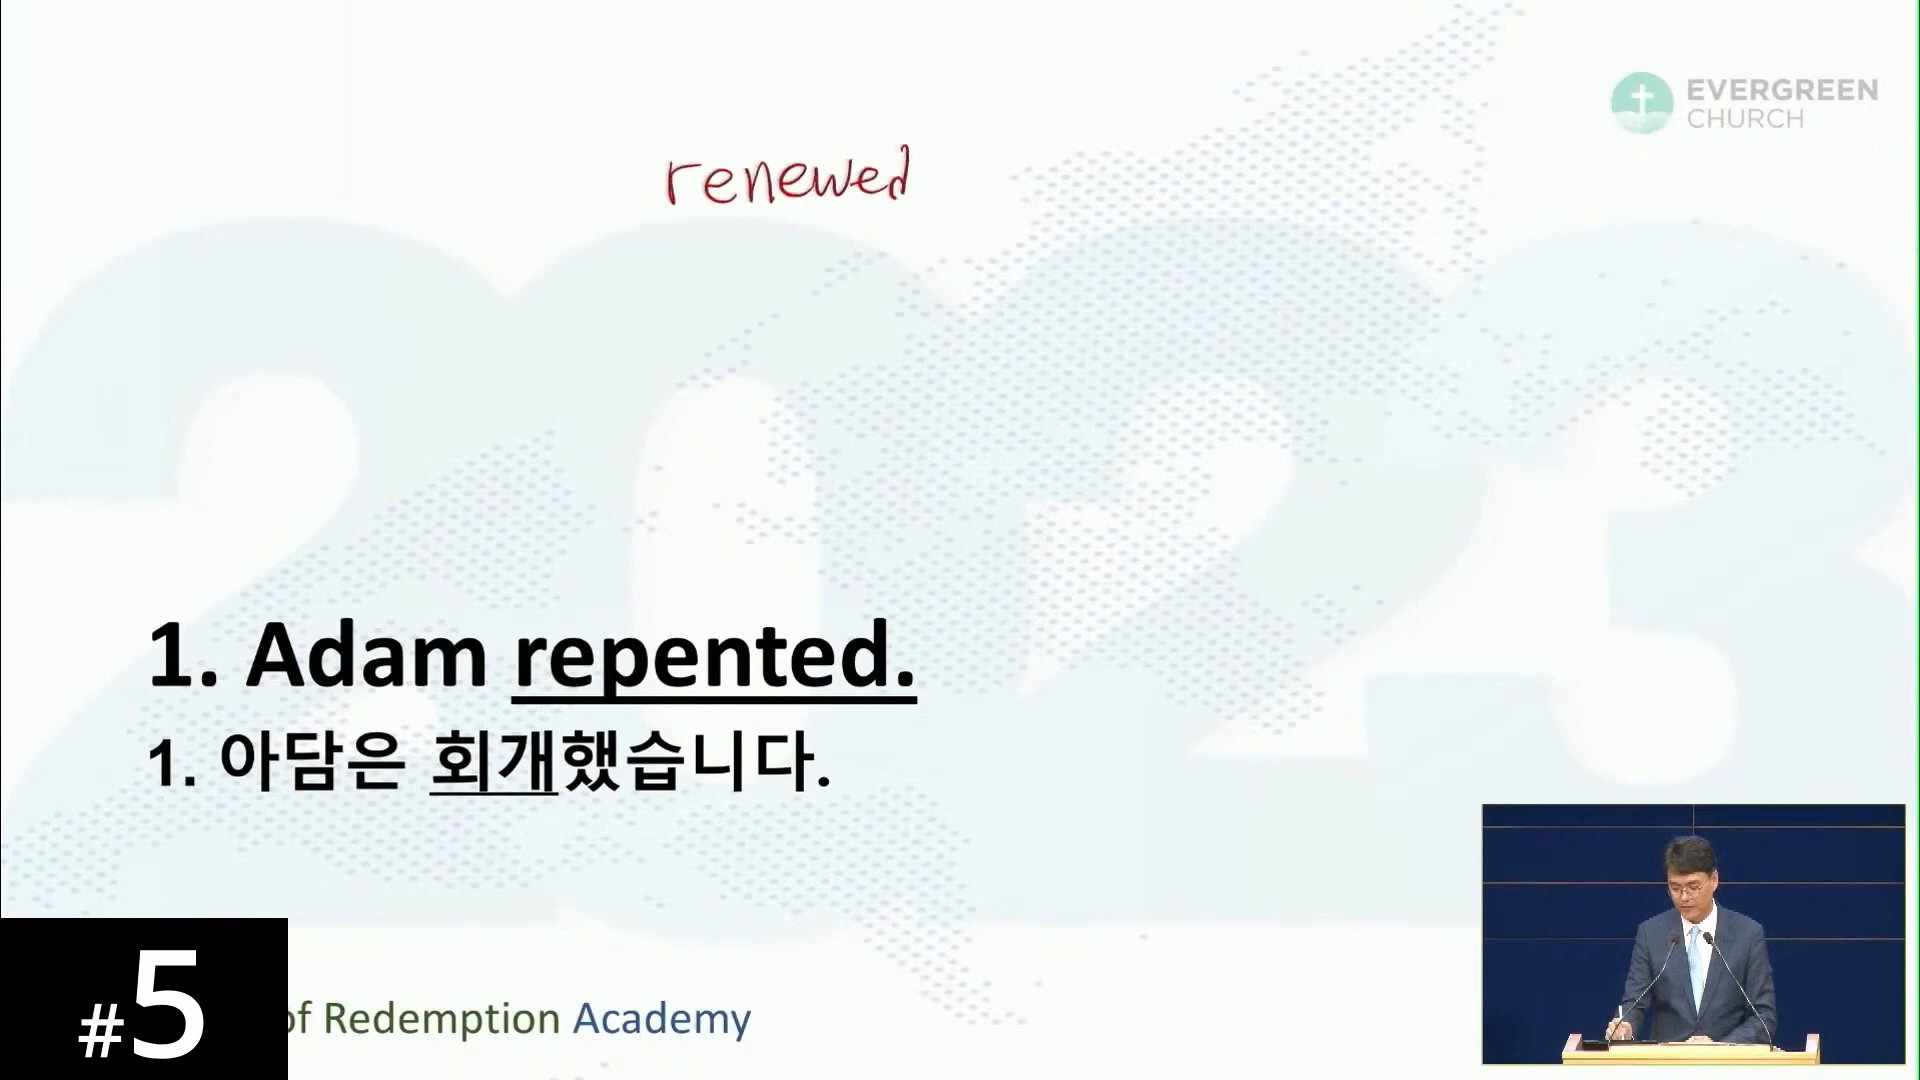 EVERGREEN
CHURCH
renewed
1. Adam repented.
1. 아담은 회개했습니다.
#5
of Redemption Academy
2023